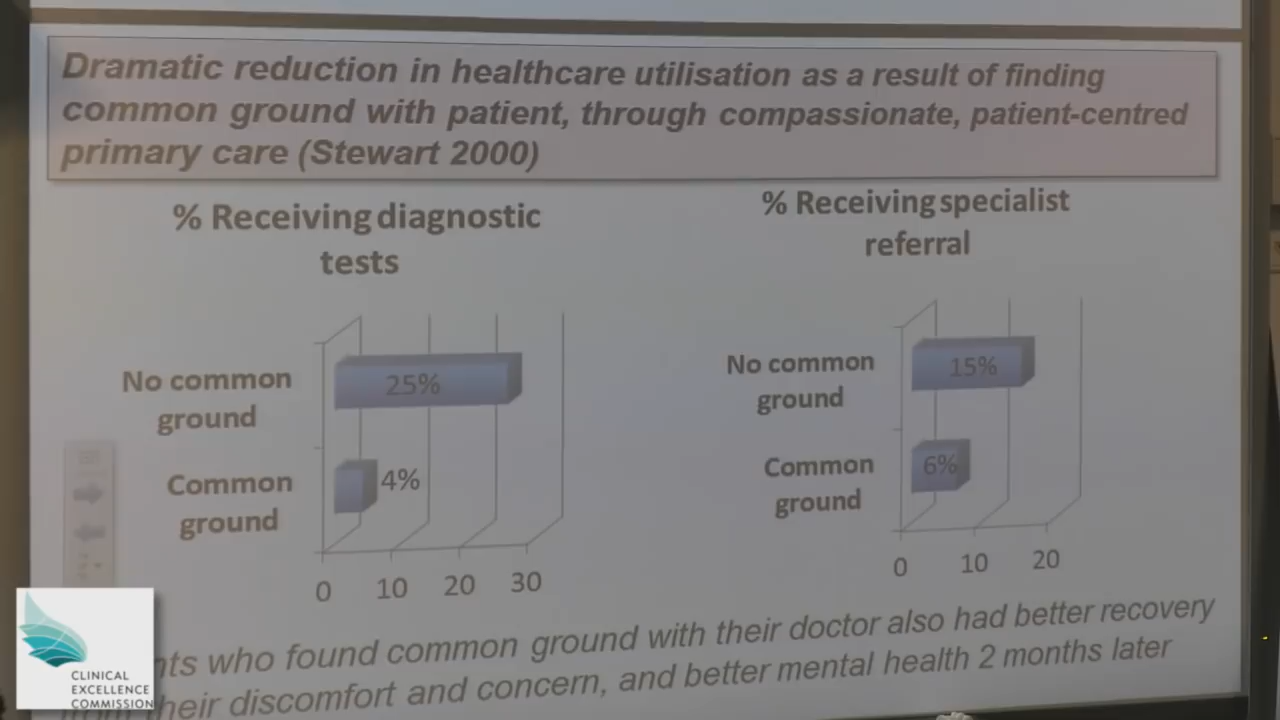 Dramatic reduction in healthcare utilisation as a result of finding
common ground with patient, through compassionate, patient-centred
primary care (Stewart 2000)
% Receiving diagnostic
tests
No common
ground
25%
Common
ground
4%
0 10 20 30
% Receiving specialist
referral
No common
ground
15%
Common
ground
6%
0 10 20
who found common ground with their doctor also had better recovery
discomfort and concern, and better mental health 2 months later
CLINICAL
EXCELLENCE
COMMISSION